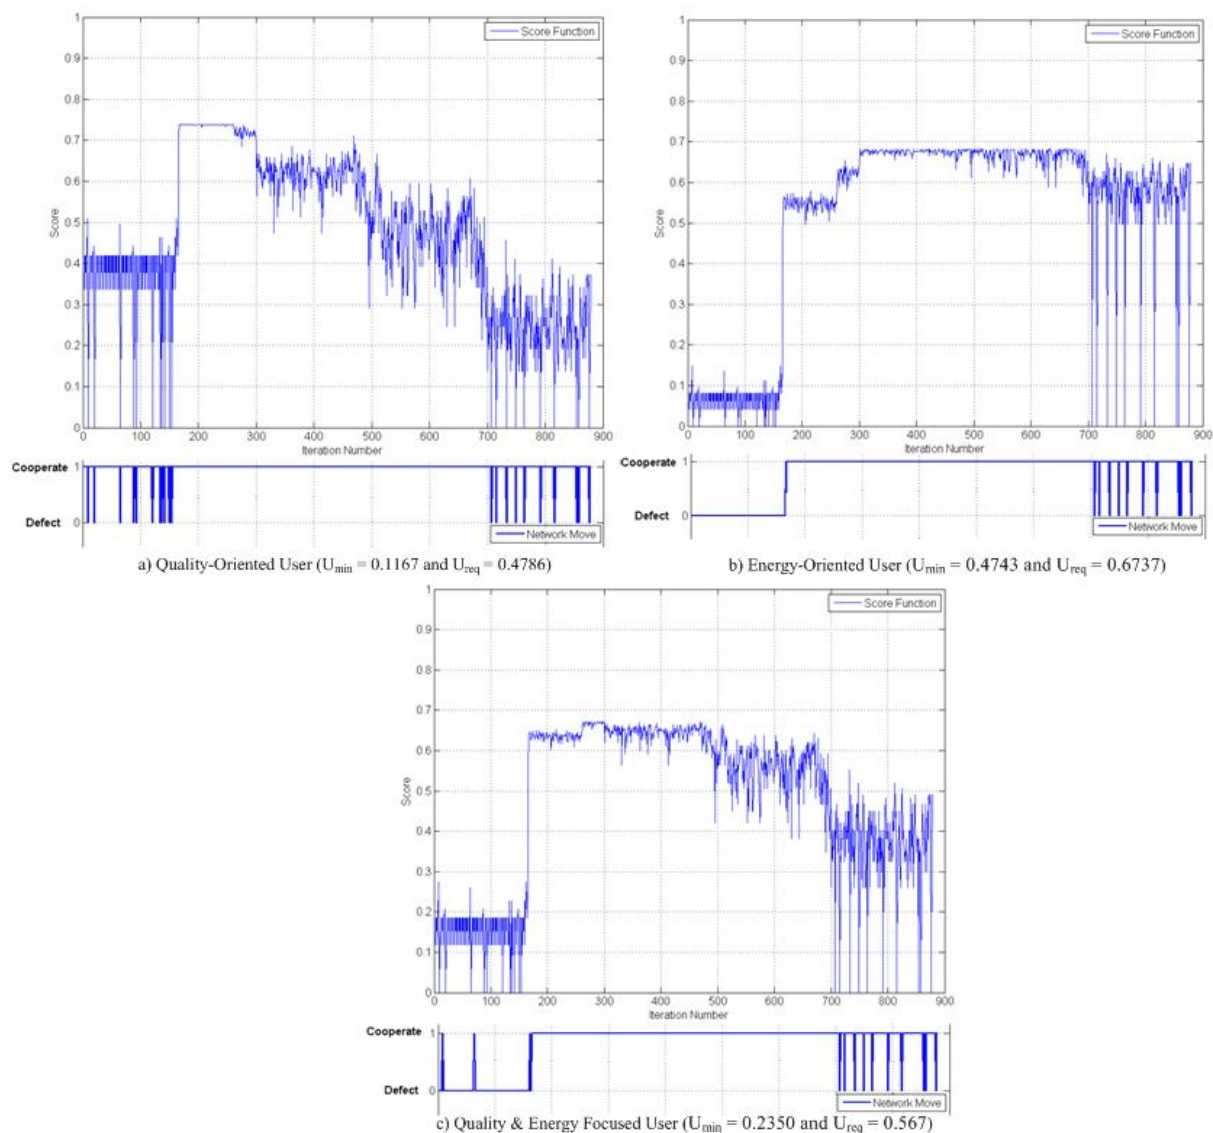 1
0.9
0.8
0.7
0.6
0.5
0.4
0.3
0.2
0.1
0
Score
Score Function
0 100 200 300 400 500 600 700 800 900
Iteration Number
Cooperate 1
Defect 0
Network Move
a) Quality-Oriented User (Umin = 0.1167 and Ureq = 0.4786)
1
0.9
0.8
0.7
0.6
0.5
0.4
0.3
0.2
0.1
0
Score
Score Function
0 100 200 300 400 500 600 700 800 900
Iteration Number
Cooperate 1
Defect 0
Network Move
b) Energy-Oriented User (Umin = 0.4743 and Ureq = 0.6737)
1
0.9
0.8
0.7
0.6
0.5
0.4
0.3
0.2
0.1
0
Score
Score Function
0 100 200 300 400 500 600 700 800 900
Iteration Number
Cooperate 1
Defect 0
Network Move
c) Quality & Energy Focused User (Umin = 0.2350 and Ureq = 0.567)